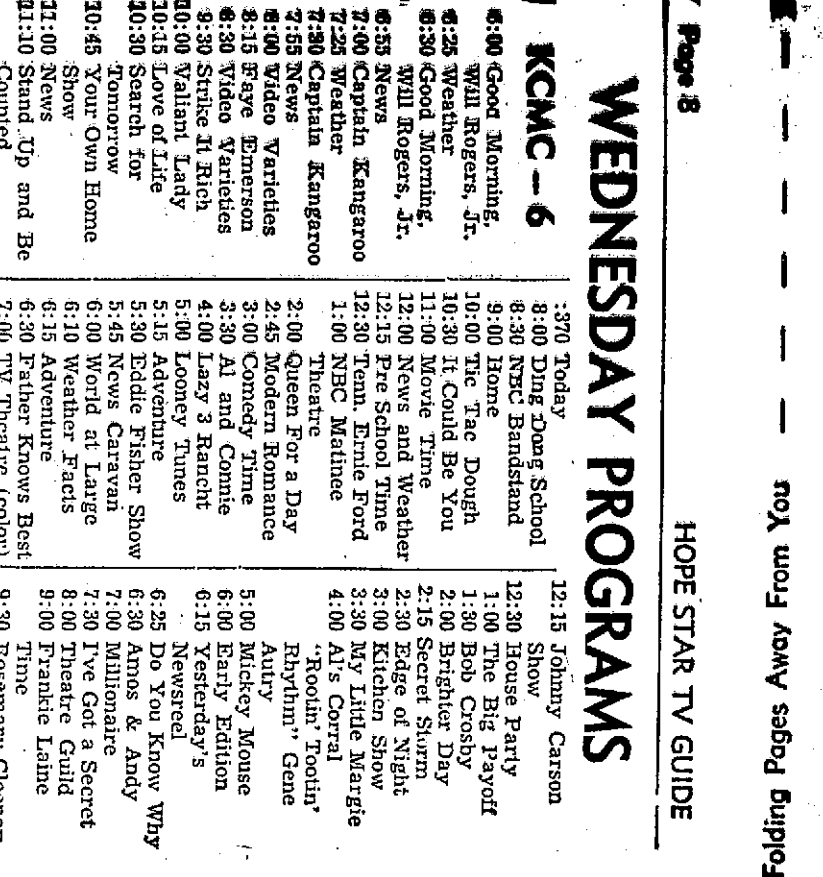 Folding Pages Away From You
Page 8
HOPE STAR TV GUIDE
WEDNESDAY PROGRAMS
KCMC — 6
6:00 Good Morning,
Will Rogers, Jr.
6:25 Weather
6:30 Good Morning,
Will Rogers, Jr.
6:55 News
7:00 Captain Kangaroo
7:25 Weather
7:30 Captain Kangaroo
7:55 News
8:00 Video Varieties
8:15 Faye Emerson
8:30 Video Varieties
9:30 Strike It Rich
10:00 Valiant Lady
10:15 Love of Life
10:30 Search for
Tomorrow
10:45 Your Own Home
Show
11:00 News
11:10 Stand Up and Be
Counted
:370 Today
8:00 Ding Dong School
8:30 NBC Bandstand
9:00 Home
10:00 Tic Tac Dough
10:30 It Could Be You
11:00 Movie Time
12:00 News and Weather
12:15 Pre School Time
12:30 Tenn. Ernie Ford
1:00 NBC Matinee
Theatre
2:00 Queen For a Day
2:45 Modern Romance
3:00 Comedy Time
3:30 Al and Connie
4:00 Lazy 3 Rancht
5:00 Looney Tunes
5:15 Adventure
5:30 Eddie Fisher Show
5:45 News Caravan
6:00 World at Large
6:10 Weather Facts
6:15 Adventure
6:30 Father Knows Best
7:00 TV Theatre (color)
12:15 Johnny Carson
Show
12:30 House Party
1:00 The Big Payoff
1:30 Bob Crosby
2:00 Brighter Day
2:15 Secret Storm
2:30 Edge of Night
3:00 Kitchen Show
3:30 My Little Margie
4:00 Al's Corral
"Rootin' Tootin'
Rhythm" Gene
Autry
5:00 Mickey Mouse
6:00 Early Edition
6:15 Yesterday's
Newsreel
6:25 Do You Know Why
6:30 Amos & Andy
7:00 Millionaire
7:30 I've Got a Secret
8:00 Theatre Guild
9:00 Frankie Laine
Time
9:30 Rosemary Clooney